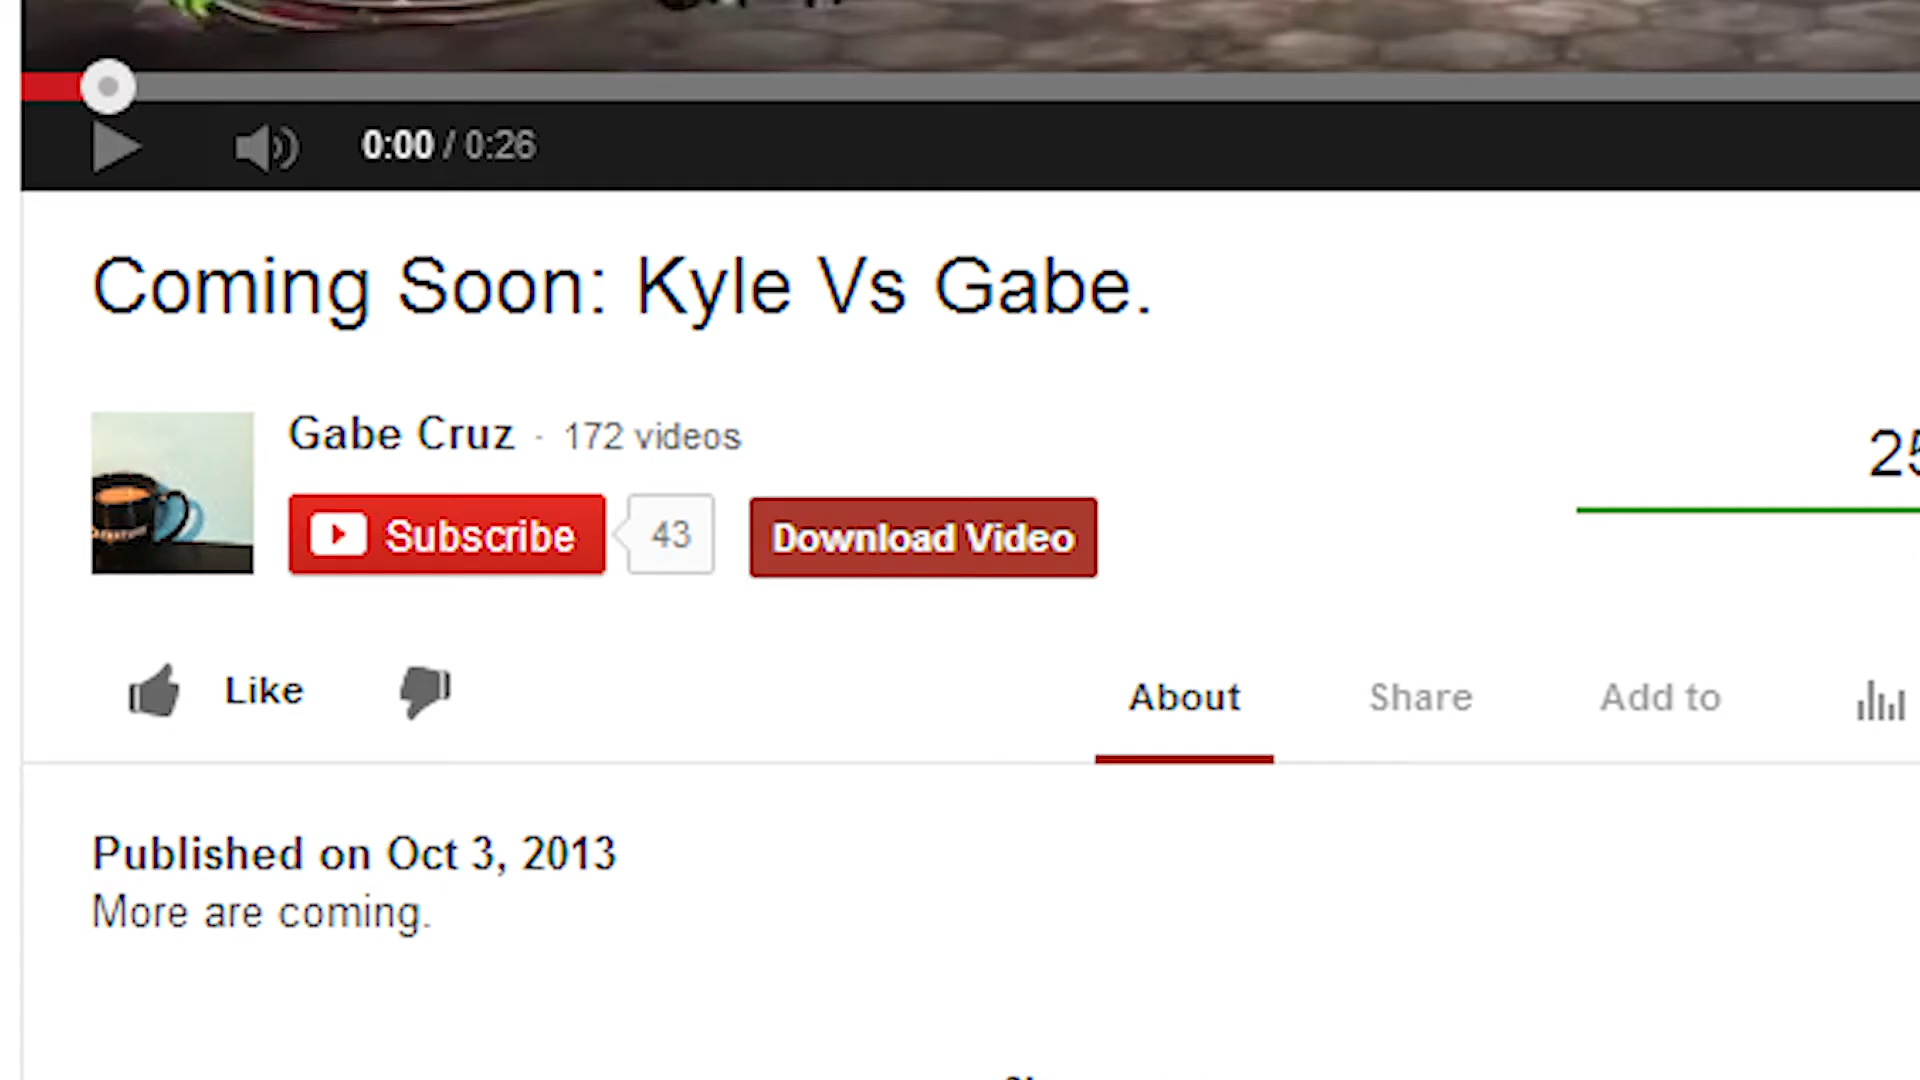 0:00 / 0:26
Coming Soon: Kyle Vs Gabe.
Gabe Cruz · 172 videos
Subscribe 43 Download Video
Like About Share Add to
Published on Oct 3, 2013
More are coming.